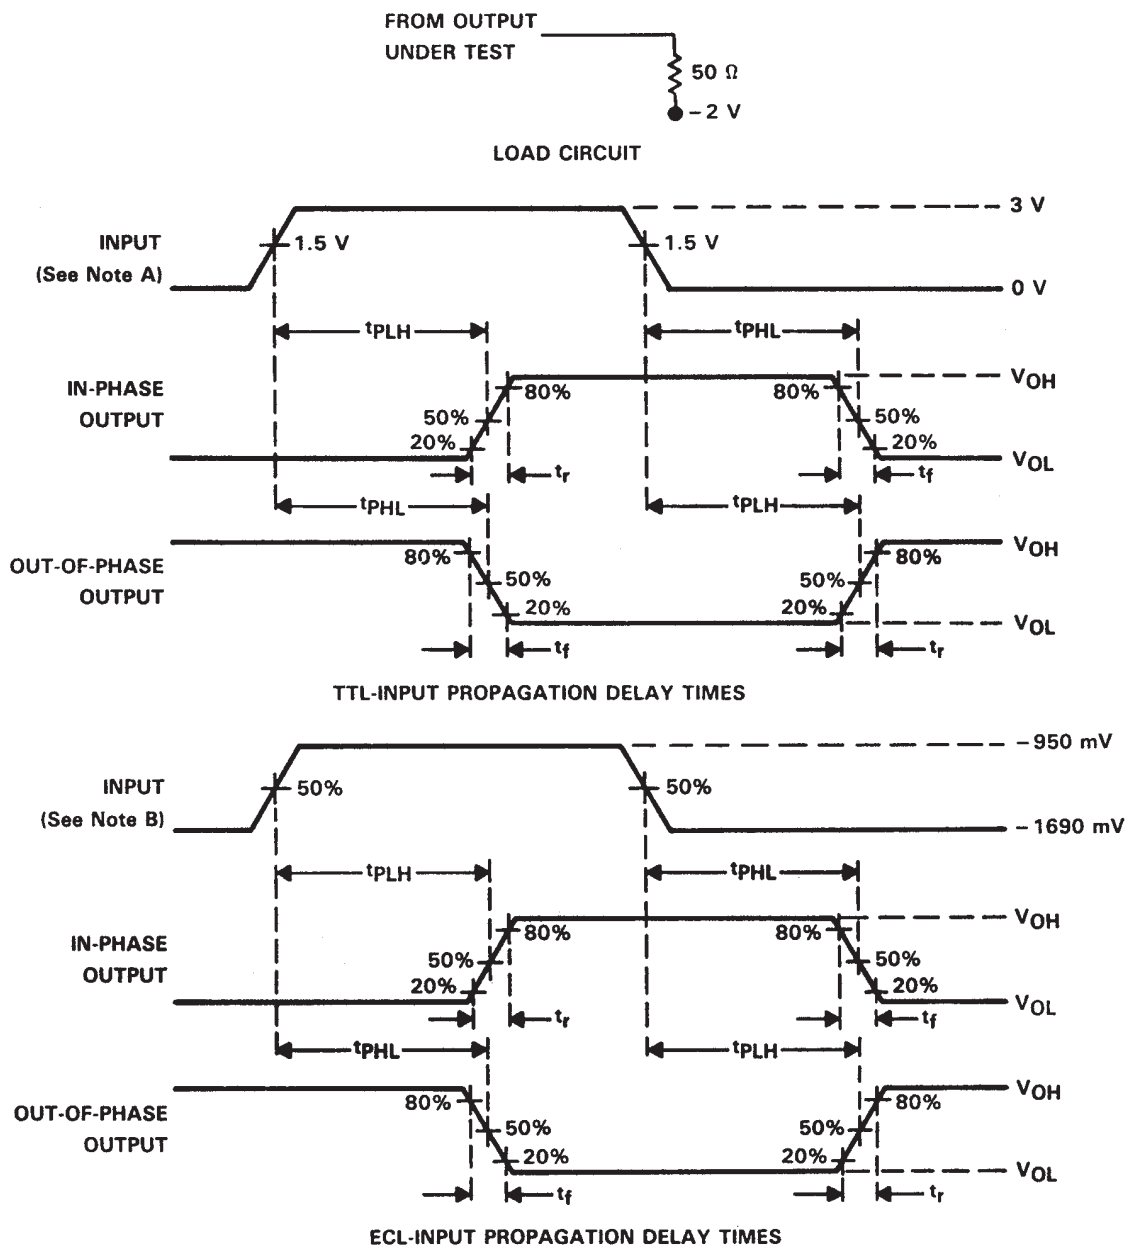 FROM OUTPUT
UNDER TEST
50 Ω
−2 V
LOAD CIRCUIT
3 V
INPUT
(See Note A)
1.5 V
1.5 V
0 V
tPLH
tPHL
IN-PHASE
OUTPUT
80%
80%
VOH
50%
50%
20%
20%
VOL
tr
tf
tPHL
tPLH
OUT-OF-PHASE
OUTPUT
80%
80%
VOH
50%
50%
20%
20%
VOL
tf
tr
TTL-INPUT PROPAGATION DELAY TIMES
−950 mV
INPUT
(See Note B)
50%
50%
−1690 mV
tPLH
tPHL
IN-PHASE
OUTPUT
80%
80%
VOH
50%
50%
20%
20%
VOL
tr
tf
tPHL
tPLH
OUT-OF-PHASE
OUTPUT
80%
80%
VOH
50%
50%
20%
20%
VOL
tf
tr
ECL-INPUT PROPAGATION DELAY TIMES